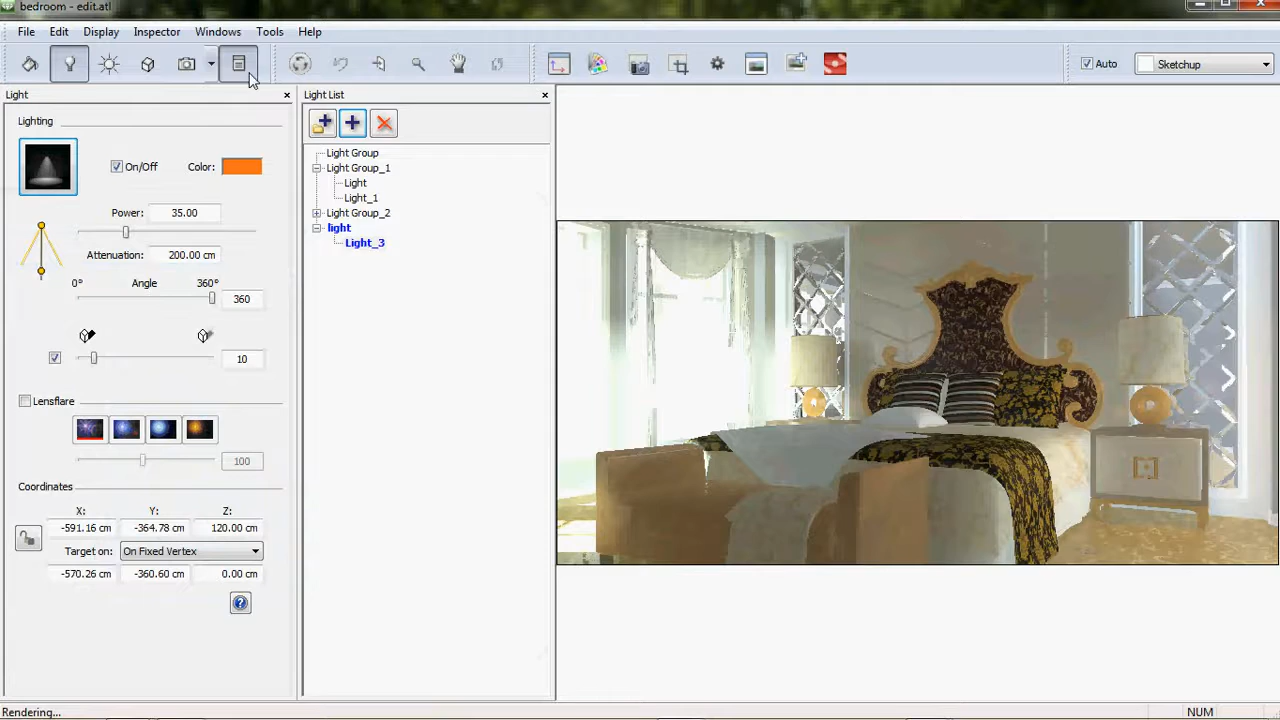 bedroom - edit.atl
File Edit Display Inspector Windows Tools Help
Auto Sketchup
Light
Light List
Lighting
On/Off Color:
Power: 35.00
Attenuation: 200.00 cm
0° Angle 360°
360
10
Lensflare
100
Coordinates
X: Y: Z:
-591.16 cm -364.78 cm 120.00 cm
Target on: On Fixed Vertex
-570.26 cm -360.60 cm 0.00 cm
Light Group
Light Group_1
Light
Light_1
Light Group_2
light
Light_3
Rendering...
NUM